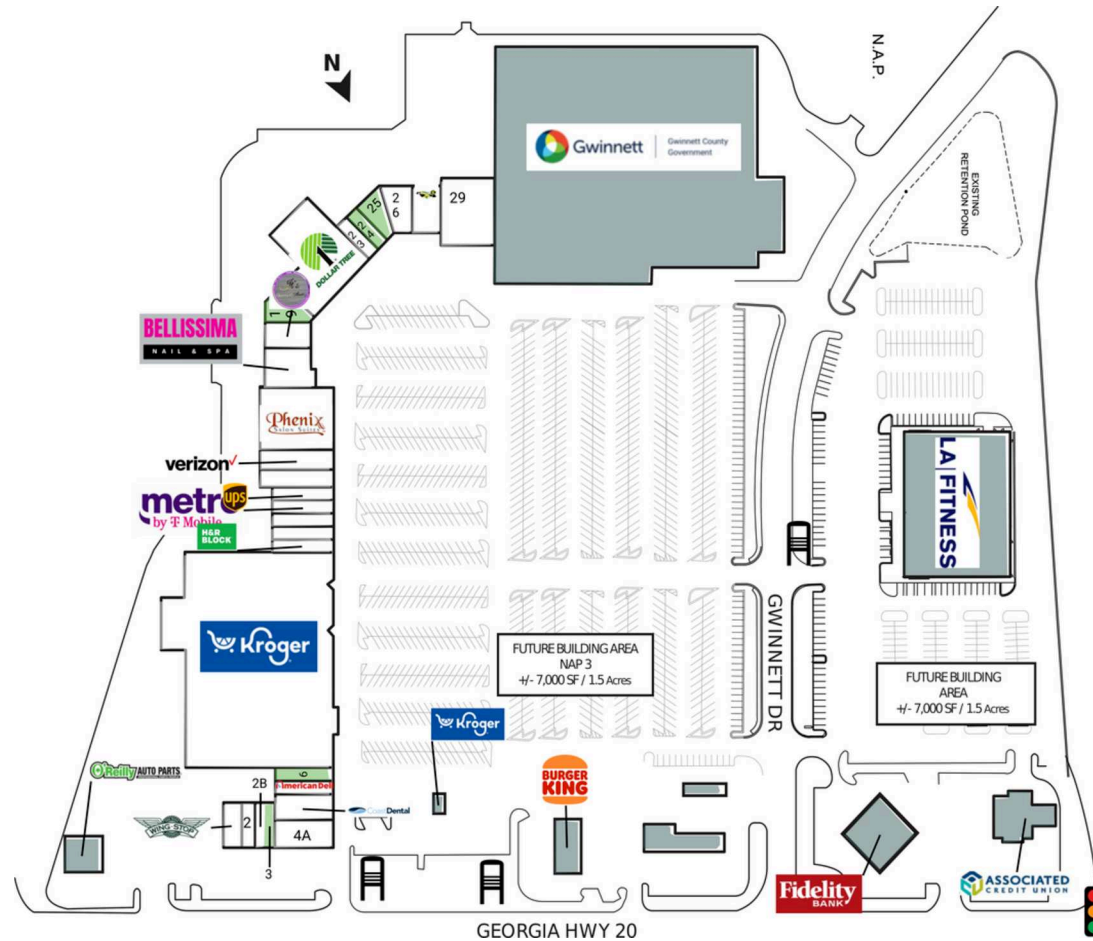 N
N.A.P.
Gwinnett
Gwinnett County
Government
EXISTING
RETENTION POND
29
2
6
25
2
4
2
3
DOLLAR TREE
1
9
BELLISSIMA
NAIL & SPA
Phenix
Salon Suites
verizon
metro
by T Mobile
ups
H&R
BLOCK
LA FITNESS
Kroger
GWINNETT DR
FUTURE BUILDING AREA
NAP 3
+/- 7,000 SF / 1.5 Acres
FUTURE BUILDING
AREA
+/- 7,000 SF / 1.5 Acres
Kroger
O'Reilly AUTO PARTS
6
American Deli
2B
Dental
WING STOP
2
4A
3
BURGER
KING
Fidelity
BANK
ASSOCIATED
CREDIT UNION
GEORGIA HWY 20